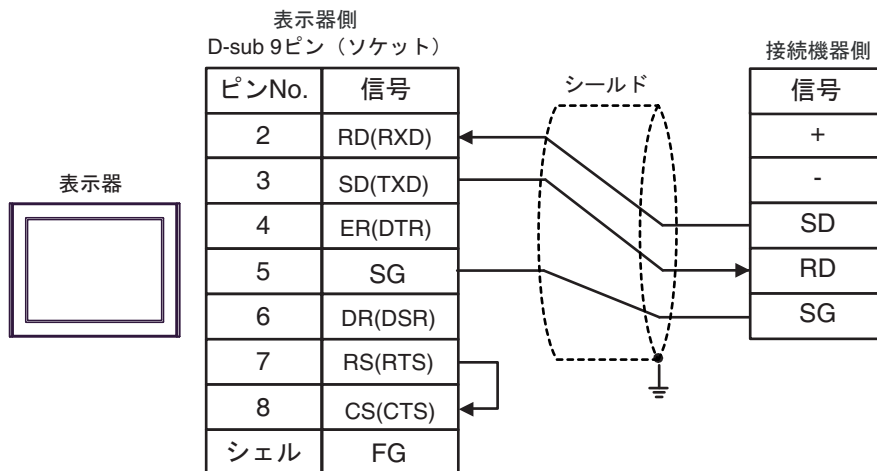 表示器側
D-sub 9ピン（ソケット）
接続機器側
表示器
シールド
ピンNo. 信号
2 RD(RXD)
3 SD(TXD)
4 ER(DTR)
5 SG
6 DR(DSR)
7 RS(RTS)
8 CS(CTS)
シェル FG
信号
+
-
SD
RD
SG